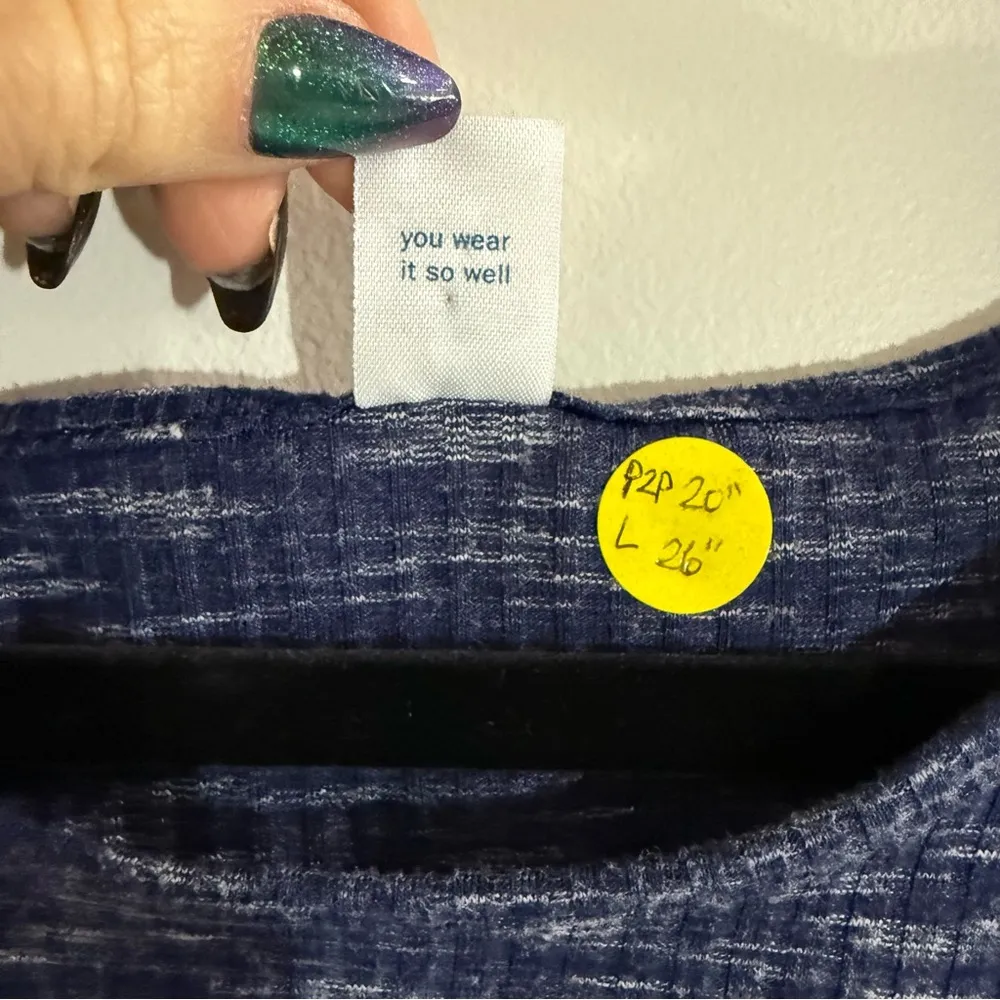 you wear
it so well
P2P 20"
L 26"